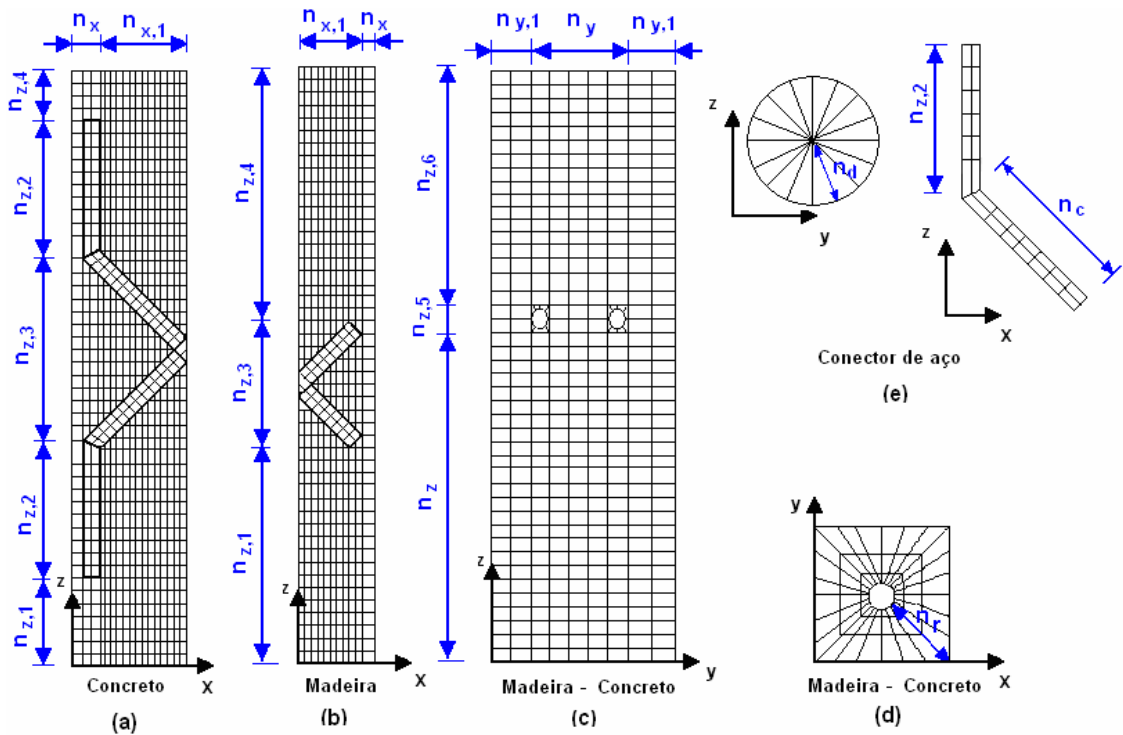 n x
n x,1
n z,4
n z,2
n z,3
n z,2
n z,1
z
x
Concreto
(a)
n x,1
n x
n z,4
n z,3
n z,1
z
x
Madeira
(b)
n y,1
n y
n y,1
n z,6
n z,5
n z
z
y
Madeira - Concreto
(c)
z
n d
y
n z,2
n c
z
x
Conector de aço
(e)
y
n r
x
Madeira - Concreto
(d)